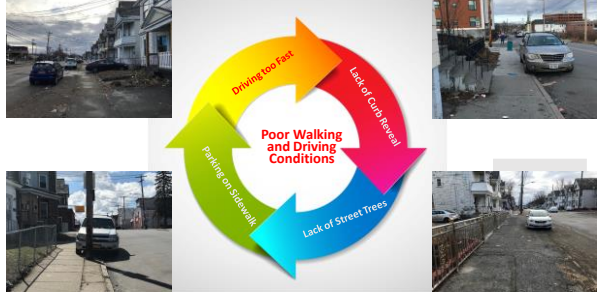 Driving too Fast
Lack of Curb Reveal
Poor Walking
and Driving
Conditions
Parking on Sidewalk
Lack of Street Trees